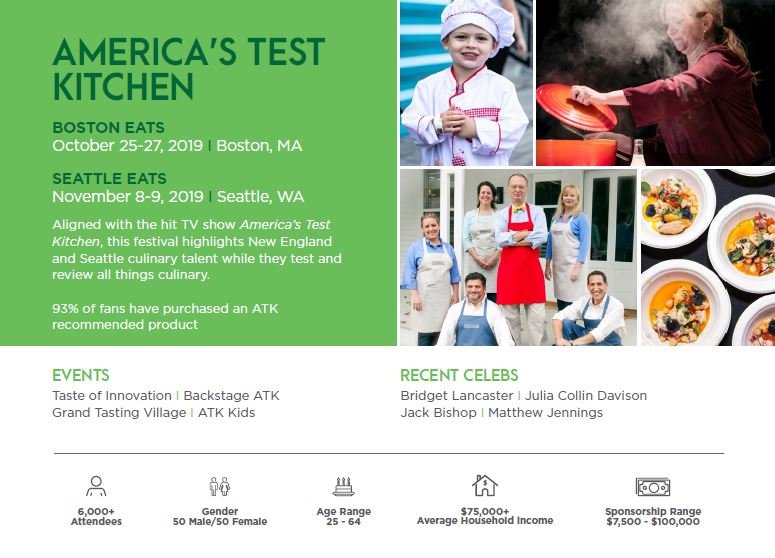 AMERICA'S TEST
KITCHEN
BOSTON EATS
October 25-27, 2019 | Boston, MA
SEATTLE EATS
November 8-9, 2019 | Seattle, WA
Aligned with the hit TV show America's Test
Kitchen, this festival highlights New England
and Seattle culinary talent while they test and
review all things culinary.
93% of fans have purchased an ATK
recommended product
EVENTS
Taste of Innovation | Backstage ATK
Grand Tasting Village | ATK Kids
RECENT CELEBS
Bridget Lancaster | Julia Collin Davison
Jack Bishop | Matthew Jennings
6,000+
Attendees
Gender
50 Male/50 Female
Age Range
25 - 64
$75,000+
Average Household Income
Sponsorship Range
$7,500 - $100,000